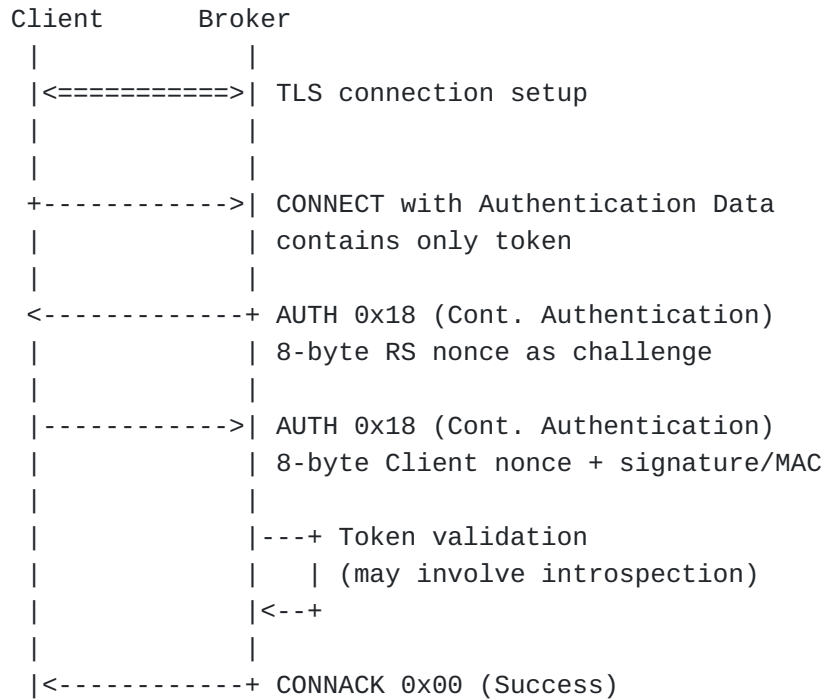 Client Broker
TLS connection setup
CONNECT with Authentication Data
contains only token
AUTH 0x18 (Cont. Authentication)
8-byte RS nonce as challenge
AUTH 0x18 (Cont. Authentication)
8-byte Client nonce + signature/MAC
Token validation
(may involve introspection)
CONNACK 0x00 (Success)